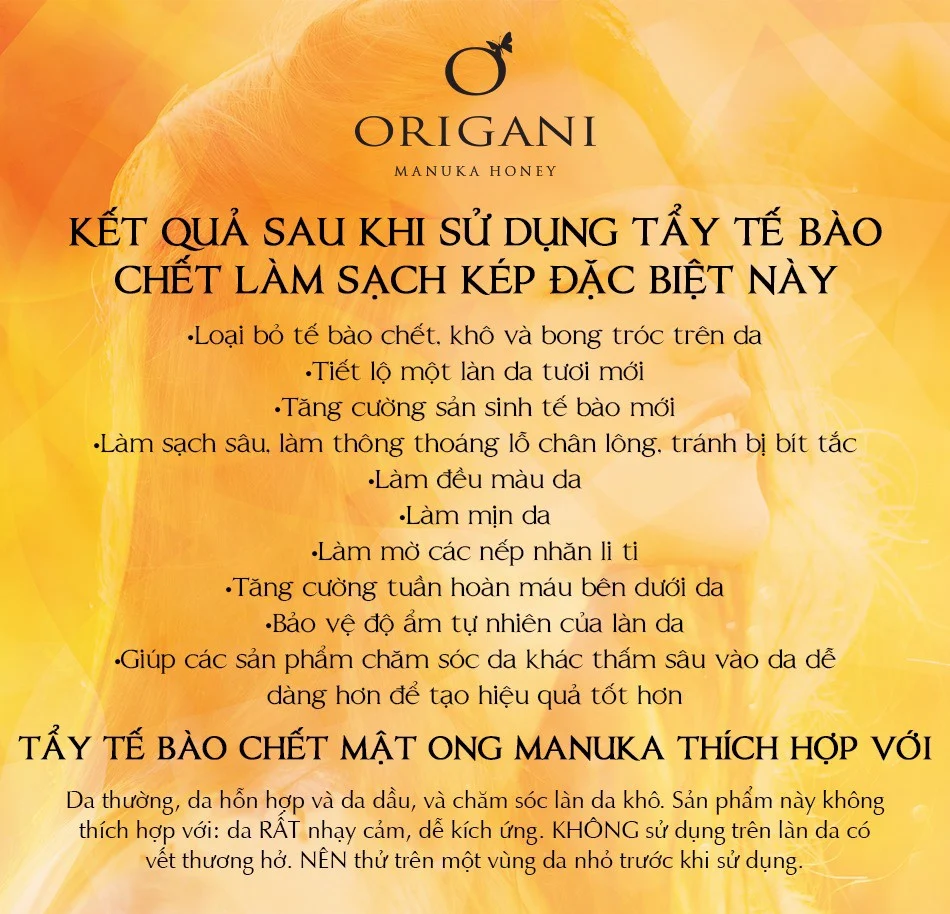 O
ORIGANI
MANUKA HONEY
KẾT QUẢ SAU KHI SỬ DỤNG TẨY TẾ BÀO
CHẾT LÀM SẠCH KÉP ĐẶC BIỆT NÀY
•Loại bỏ tế bào chết, khô và bong tróc trên da
•Tiết lộ một làn da tươi mới
•Tăng cường sản sinh tế bào mới
•Làm sạch sâu, làm thông thoáng lỗ chân lông, tránh bị bít tắc
•Làm đều màu da
•Làm mịn da
•Làm mờ các nếp nhăn li ti
•Tăng cường tuần hoàn máu bên dưới da
•Bảo vệ độ ẩm tự nhiên của làn da
•Giúp các sản phẩm chăm sóc da khác thấm sâu vào da dễ
dàng hơn để tạo hiệu quả tốt hơn
TẨY TẾ BÀO CHẾT MẬT ONG MANUKA THÍCH HỢP VỚI
Da thường, da hỗn hợp và da dầu, và chăm sóc làn da khô. Sản phẩm này không
thích hợp với: da RẤT nhạy cảm, dễ kích ứng. KHÔNG sử dụng trên làn da có
vết thương hở. NÊN thử trên một vùng da nhỏ trước khi sử dụng.